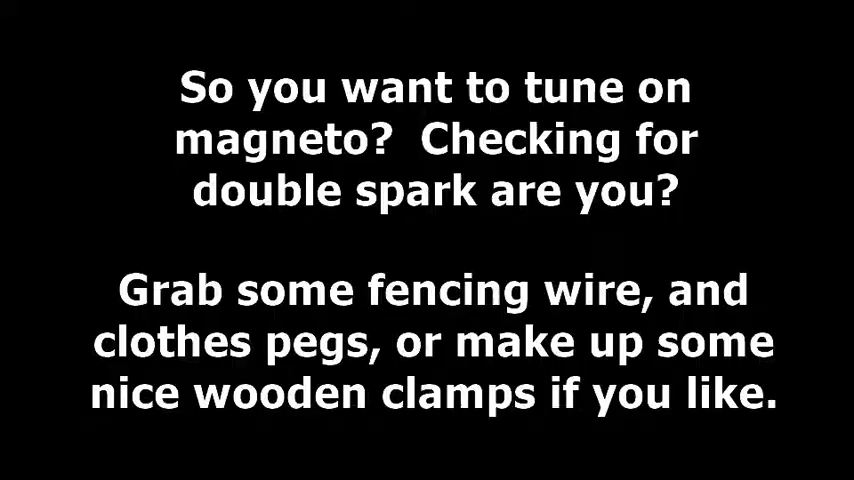 So you want to tune on
magneto?  Checking for
double spark are you?
Grab some fencing wire, and
clothes pegs, or make up some
nice wooden clamps if you like.